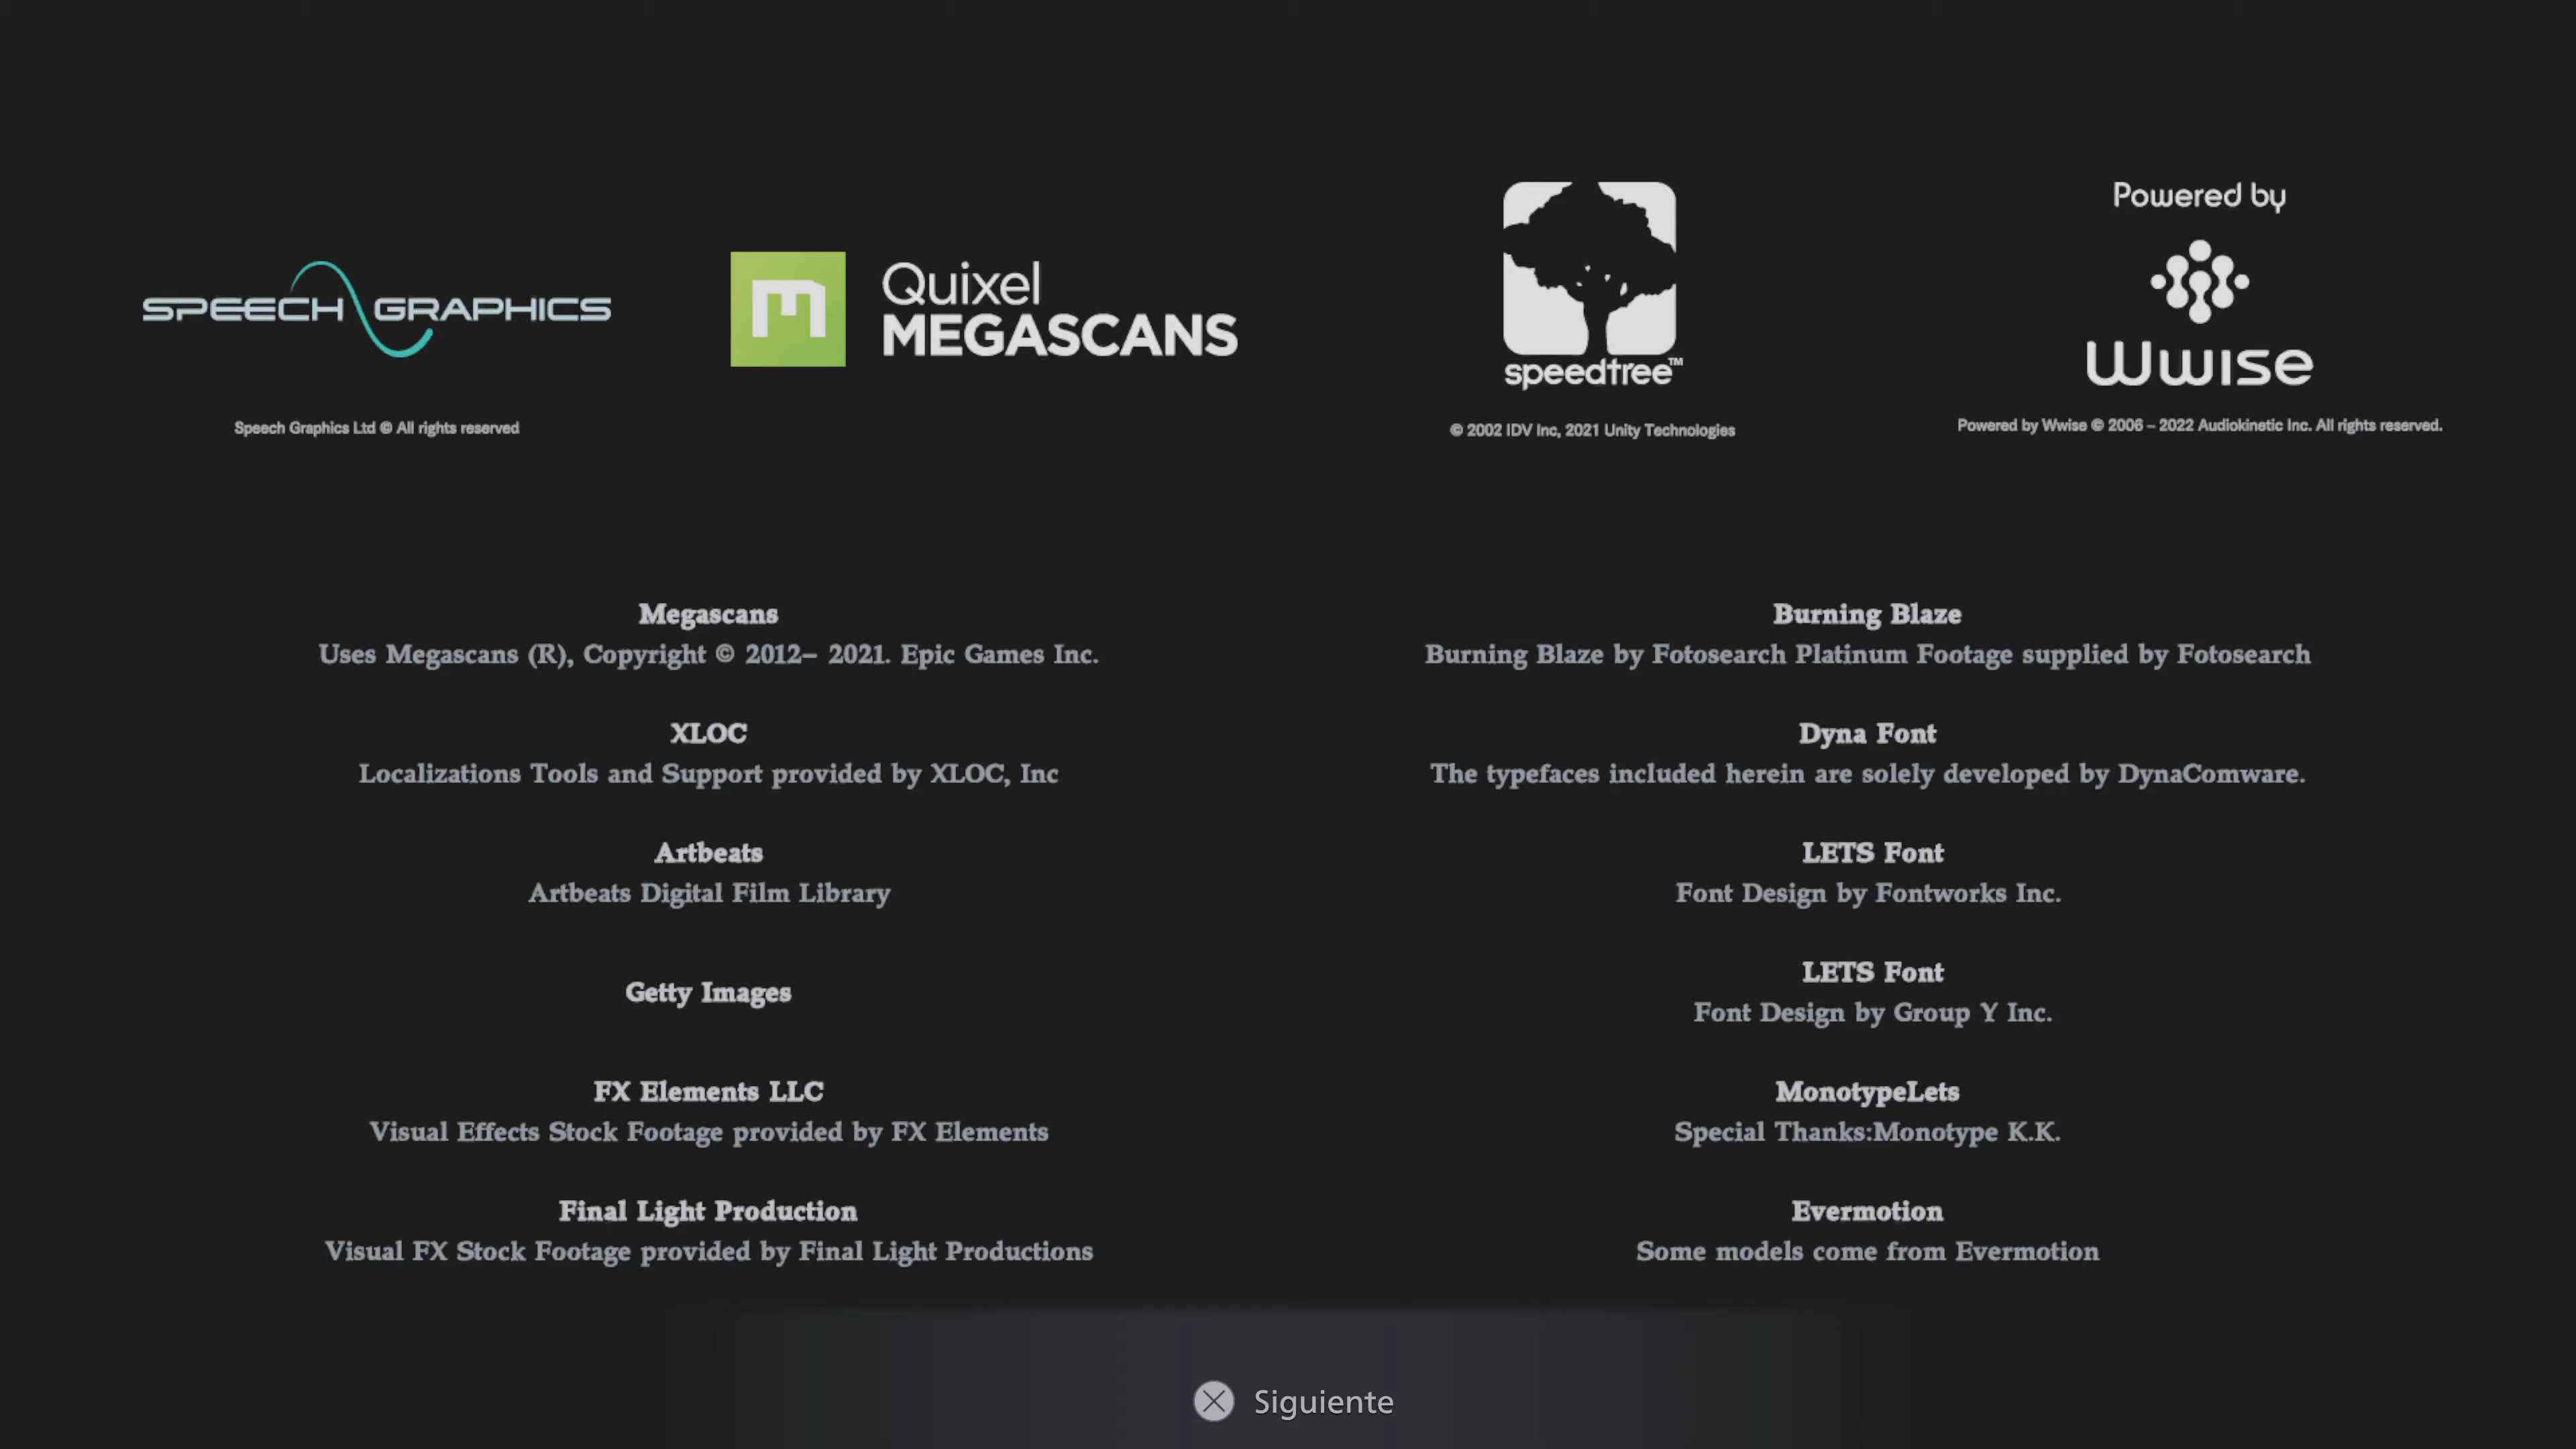 SPEECH GRAPHICS
Speech Graphics Ltd © All rights reserved
Quixel
MEGASCANS
speedtree™
© 2002 IDV Inc, 2021 Unity Technologies
Powered by
Wwise
Powered by Wwise © 2006 – 2022 Audiokinetic Inc. All rights reserved.
Megascans
Uses Megascans (R), Copyright © 2012– 2021. Epic Games Inc.
XLOC
Localizations Tools and Support provided by XLOC, Inc
Artbeats
Artbeats Digital Film Library
Getty Images
FX Elements LLC
Visual Effects Stock Footage provided by FX Elements
Final Light Production
Visual FX Stock Footage provided by Final Light Productions
Burning Blaze
Burning Blaze by Fotosearch Platinum Footage supplied by Fotosearch
Dyna Font
The typefaces included herein are solely developed by DynaComware.
LETS Font
Font Design by Fontworks Inc.
LETS Font
Font Design by Group Y Inc.
MonotypeLets
Special Thanks:Monotype K.K.
Evermotion
Some models come from Evermotion
Siguiente